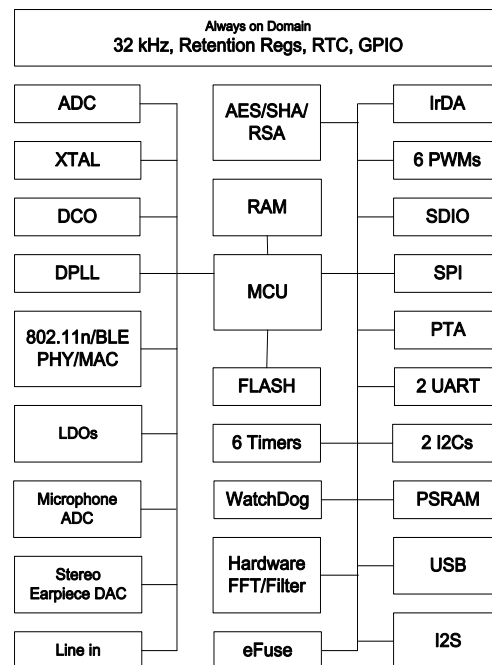 Always on Domain
32 kHz, Retention Regs, RTC, GPIO
ADC
XTAL
DCO
DPLL
802.11n/BLE
PHY/MAC
LDOs
Microphone
ADC
Stereo
Earpiece DAC
Line in
AES/SHA/
RSA
RAM
MCU
FLASH
6 Timers
WatchDog
Hardware
FFT/Filter
eFuse
IrDA
6 PWMs
SDIO
SPI
PTA
2 UART
2 I2Cs
PSRAM
USB
I2S